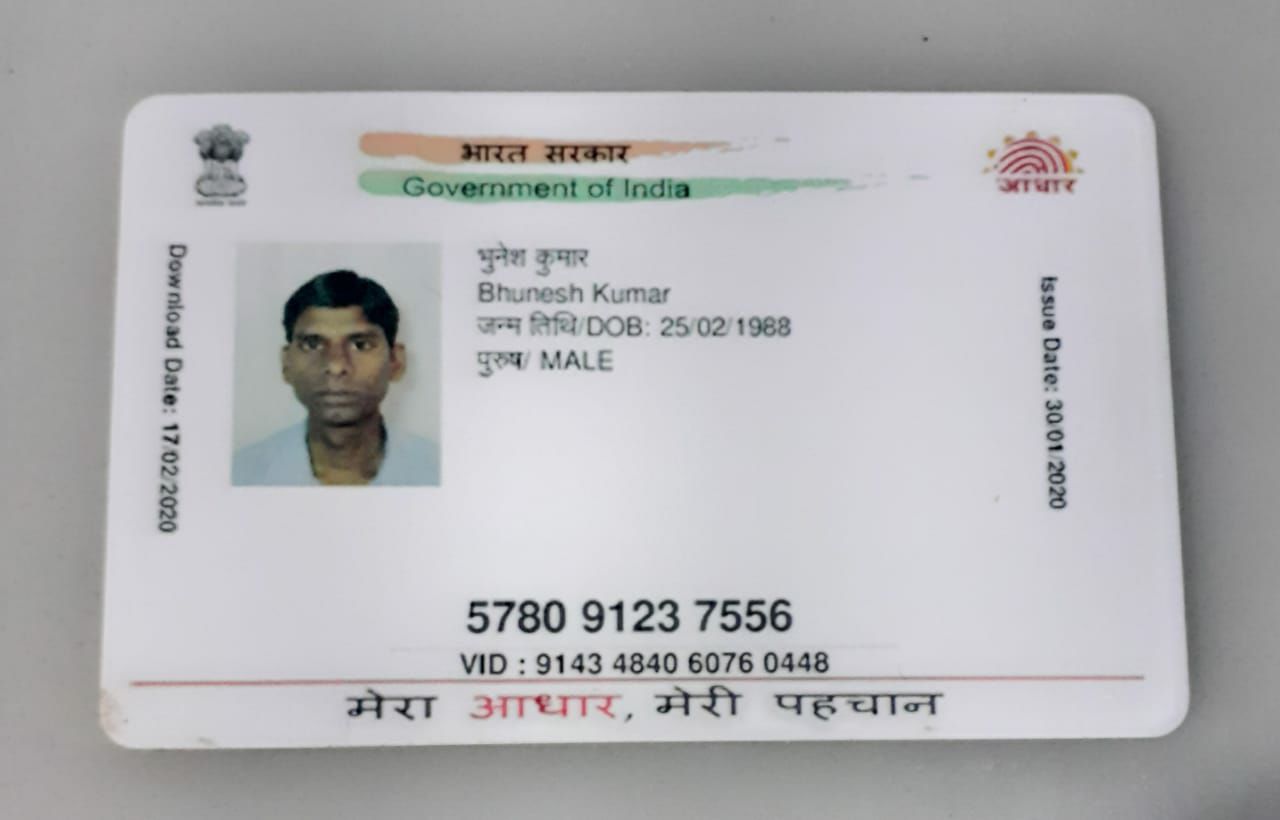 भारत सरकार
Government of India
आधार
Download Date: 17/02/2020
भुनेश कुमार
Bhunesh Kumar
जन्म तिथि/DOB: 25/02/1988
पुरुष/ MALE
Issue Date: 30/01/2020
5780 9123 7556
VID : 9143 4840 6076 0448
मेरा आधार, मेरी पहचान